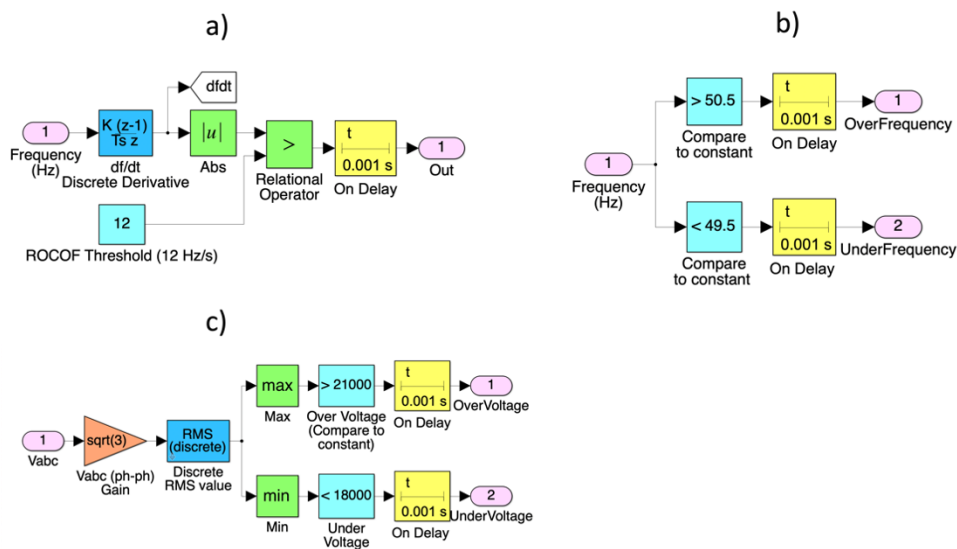 a)
dfdt
1
Frequency
(Hz)
K (z-1)
Ts z
df/dt
Discrete Derivative
|u|
Abs
>
Relational
Operator
t
0.001 s
On Delay
1
Out
12
ROCOF Threshold (12 Hz/s)
b)
1
Frequency
(Hz)
> 50.5
Compare
to constant
t
0.001 s
On Delay
1
OverFrequency
< 49.5
Compare
to constant
t
0.001 s
On Delay
2
UnderFrequency
c)
1
Vabc
sqrt(3)
Vabc (ph-ph)
Gain
RMS
(discrete)
Discrete
RMS value
max
Max
> 21000
Over Voltage
(Compare to
constant)
t
0.001 s
On Delay
1
OverVoltage
min
Min
< 18000
Under
Voltage
t
0.001 s
On Delay
2
UnderVoltage